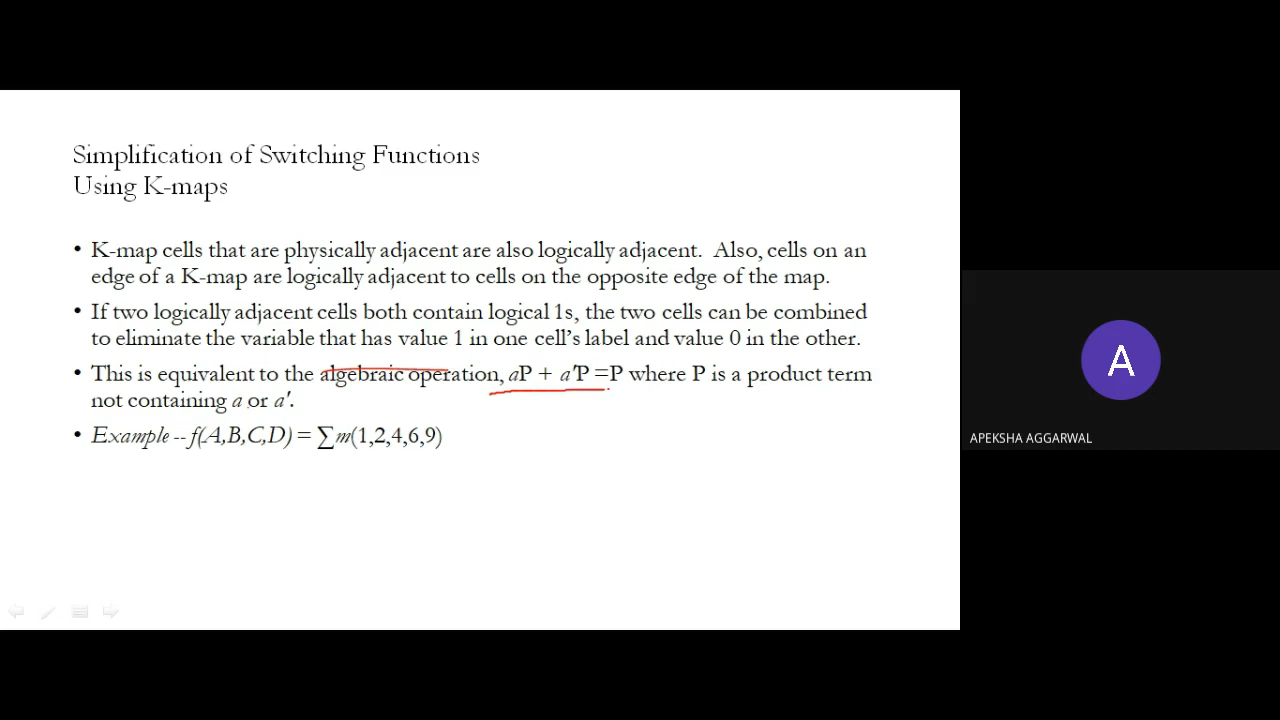 Simplification of Switching Functions
Using K-maps
• K-map cells that are physically adjacent are also logically adjacent. Also, cells on an
edge of a K-map are logically adjacent to cells on the opposite edge of the map.
• If two logically adjacent cells both contain logical 1s, the two cells can be combined
to eliminate the variable that has value 1 in one cell's label and value 0 in the other.
• This is equivalent to the algebraic operation, aP + a'P =P where P is a product term
not containing a or a'.
• Example -- f(A,B,C,D) = ∑m(1,2,4,6,9)
A
APEKSHA AGGARWAL